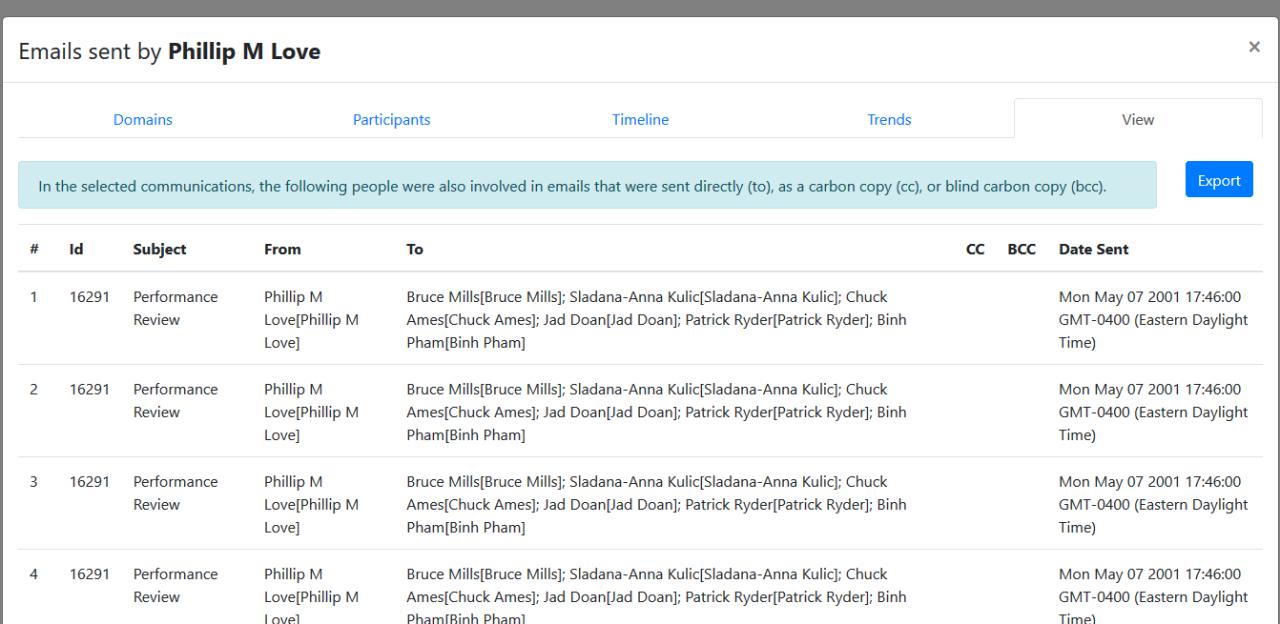 Emails sent by Phillip M Love
×
Domains Participants Timeline Trends View
In the selected communications, the following people were also involved in emails that were sent directly (to), as a carbon copy (cc), or blind carbon copy (bcc).
Export
# Id Subject From To CC BCC Date Sent
1 16291 Performance Phillip M Bruce Mills[Bruce Mills]; Sladana-Anna Kulic[Sladana-Anna Kulic]; Chuck Mon May 07 2001 17:46:00
Review Love[Phillip M Ames[Chuck Ames]; Jad Doan[Jad Doan]; Patrick Ryder[Patrick Ryder]; Binh GMT-0400 (Eastern Daylight
Love] Pham[Binh Pham] Time)
2 16291 Performance Phillip M Bruce Mills[Bruce Mills]; Sladana-Anna Kulic[Sladana-Anna Kulic]; Chuck Mon May 07 2001 17:46:00
Review Love[Phillip M Ames[Chuck Ames]; Jad Doan[Jad Doan]; Patrick Ryder[Patrick Ryder]; Binh GMT-0400 (Eastern Daylight
Love] Pham[Binh Pham] Time)
3 16291 Performance Phillip M Bruce Mills[Bruce Mills]; Sladana-Anna Kulic[Sladana-Anna Kulic]; Chuck Mon May 07 2001 17:46:00
Review Love[Phillip M Ames[Chuck Ames]; Jad Doan[Jad Doan]; Patrick Ryder[Patrick Ryder]; Binh GMT-0400 (Eastern Daylight
Love] Pham[Binh Pham] Time)
4 16291 Performance Phillip M Bruce Mills[Bruce Mills]; Sladana-Anna Kulic[Sladana-Anna Kulic]; Chuck Mon May 07 2001 17:46:00
Review Love[Phillip M Ames[Chuck Ames]; Jad Doan[Jad Doan]; Patrick Ryder[Patrick Ryder]; Binh GMT-0400 (Eastern Daylight
Love] Pham[Binh Pham] Time)